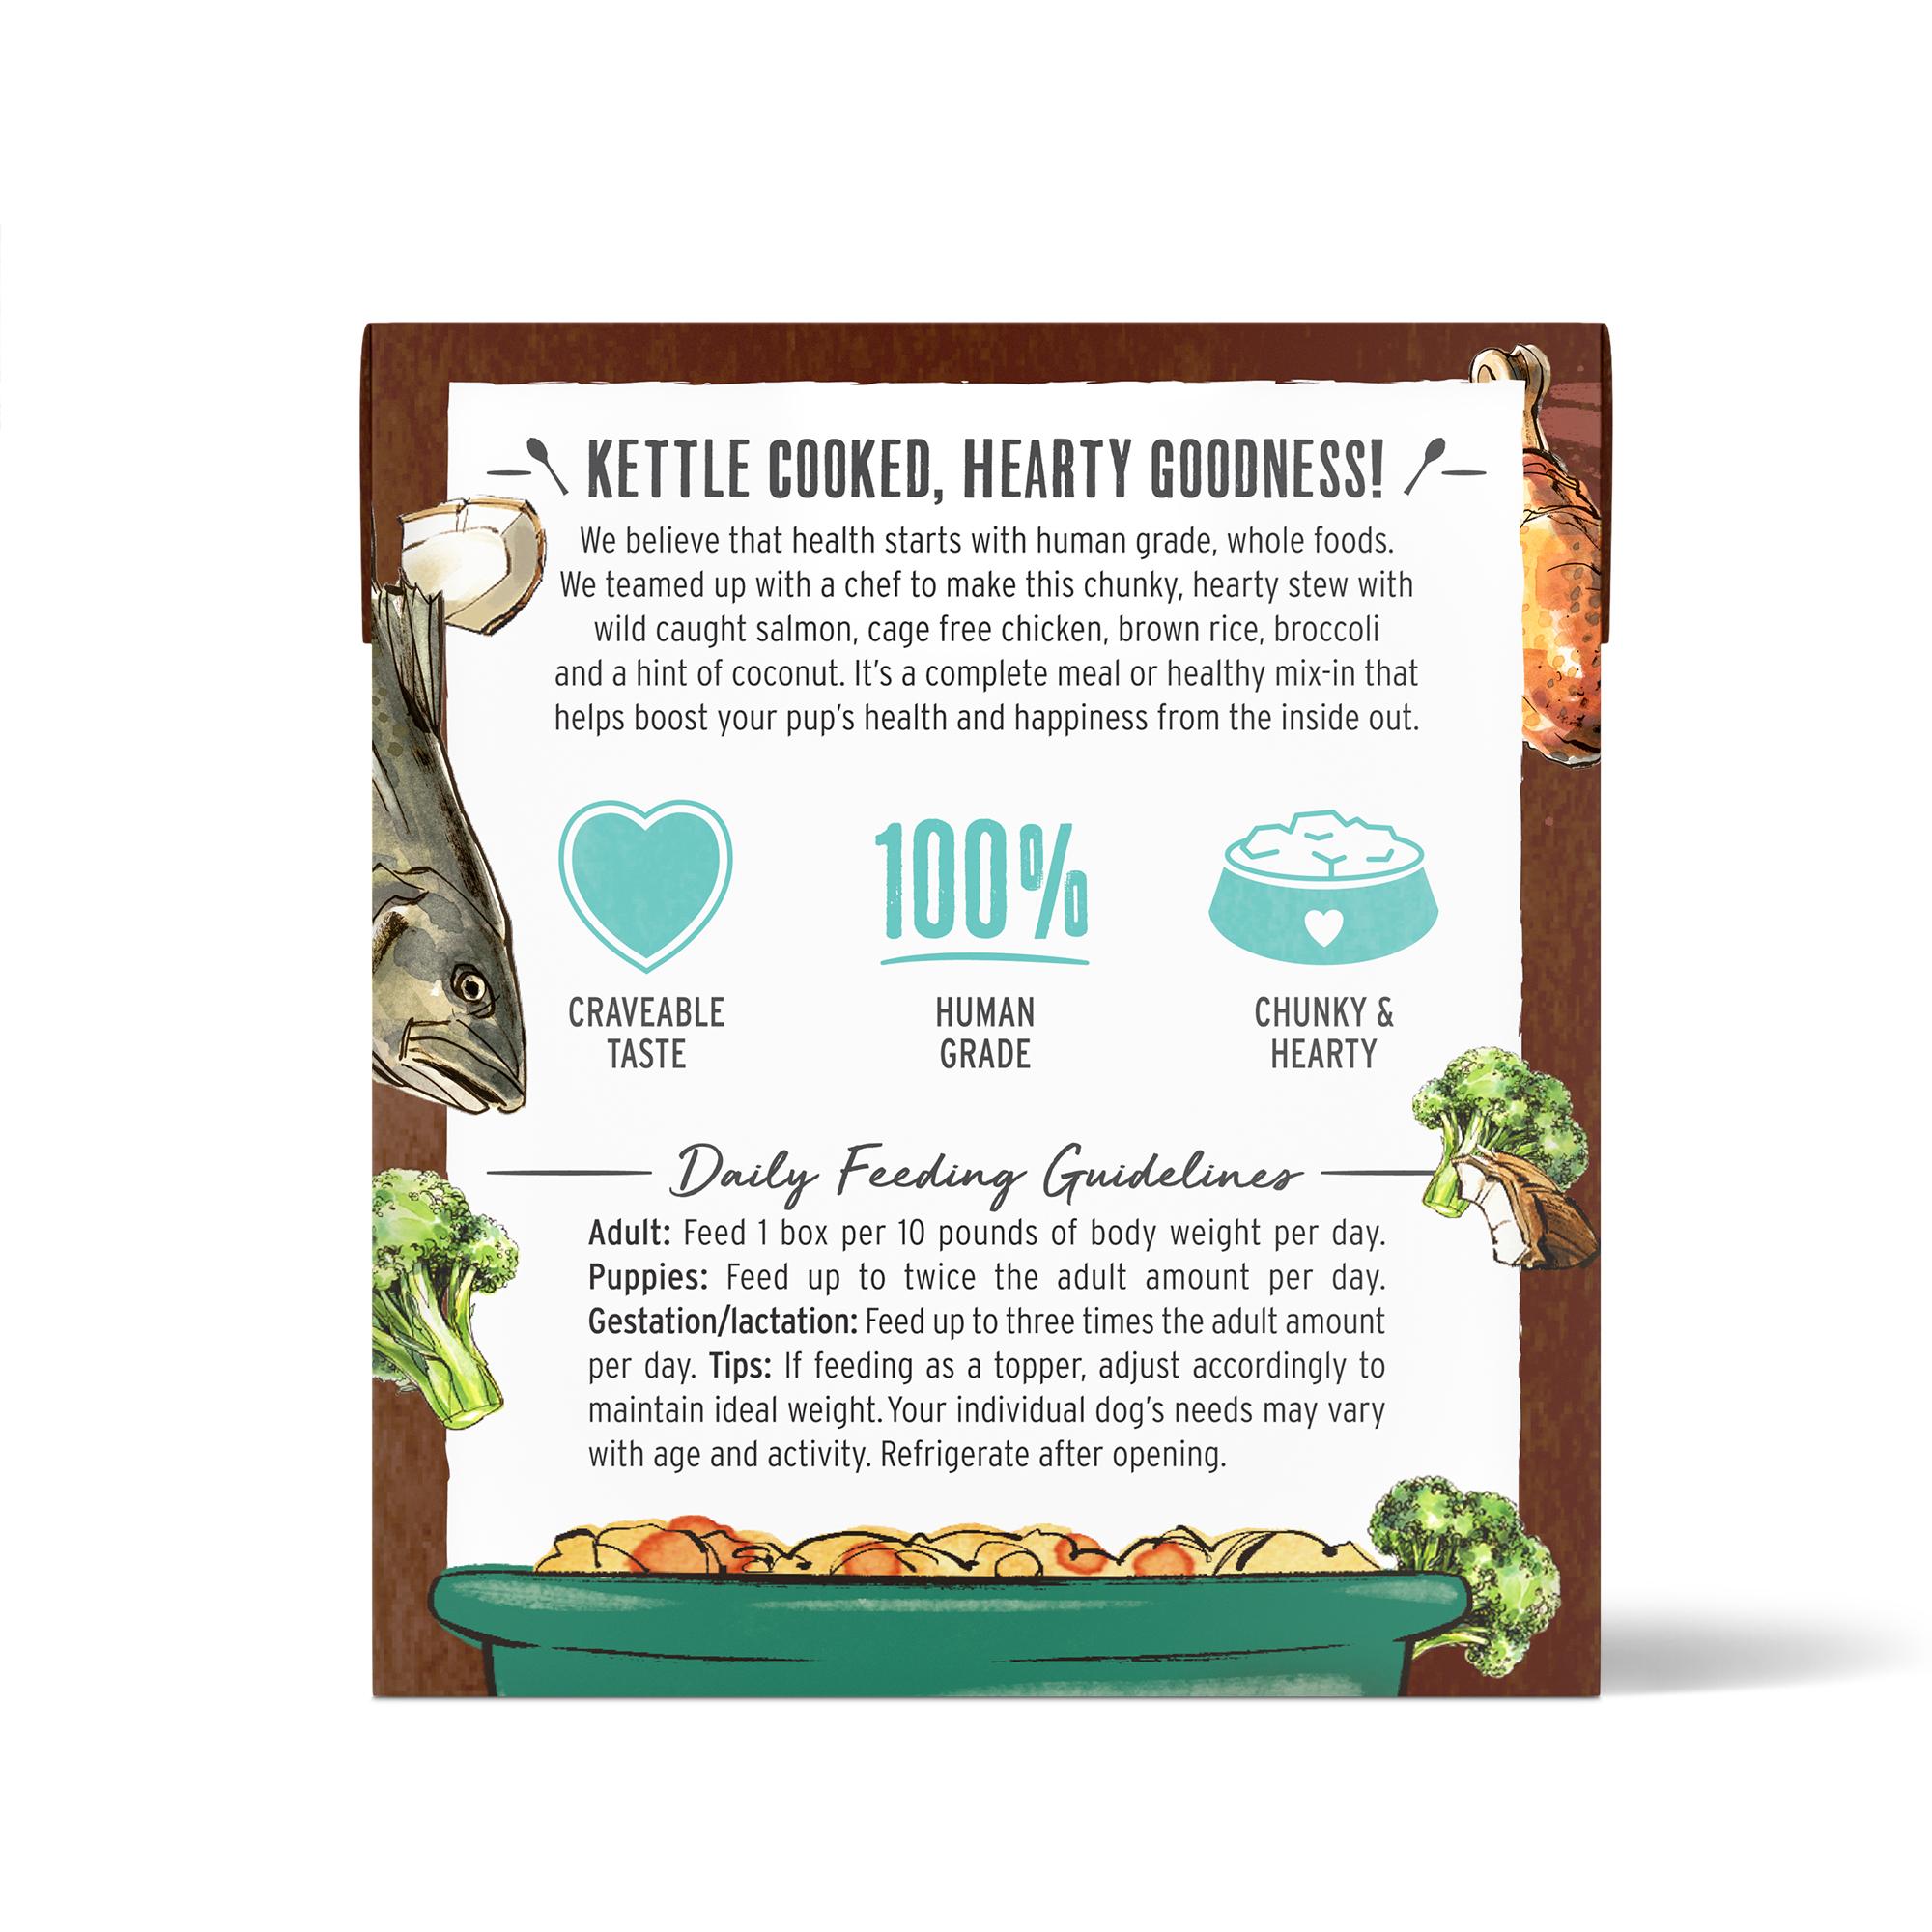 KETTLE COOKED, HEARTY GOODNESS!
We believe that health starts with human grade, whole foods.
We teamed up with a chef to make this chunky, hearty stew with
wild caught salmon, cage free chicken, brown rice, broccoli
and a hint of coconut. It's a complete meal or healthy mix-in that
helps boost your pup's health and happiness from the inside out.
CRAVEABLE
TASTE
100%
HUMAN
GRADE
CHUNKY &
HEARTY
Daily Feeding Guidelines
Adult: Feed 1 box per 10 pounds of body weight per day.
Puppies: Feed up to twice the adult amount per day.
Gestation/lactation: Feed up to three times the adult amount
per day. Tips: If feeding as a topper, adjust accordingly to
maintain ideal weight. Your individual dog's needs may vary
with age and activity. Refrigerate after opening.